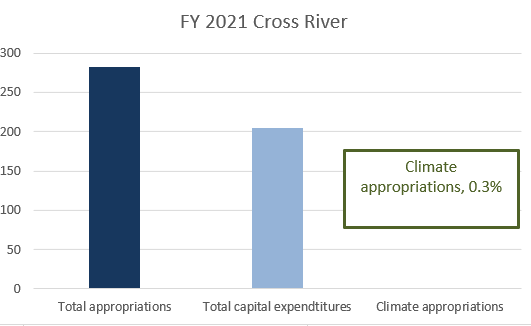 FY 2021 Cross River
300
250
200
150
100
50
0
Climate
appropriations, 0.3%
Total appropriations
Total capital expendtitures
Climate appropriations